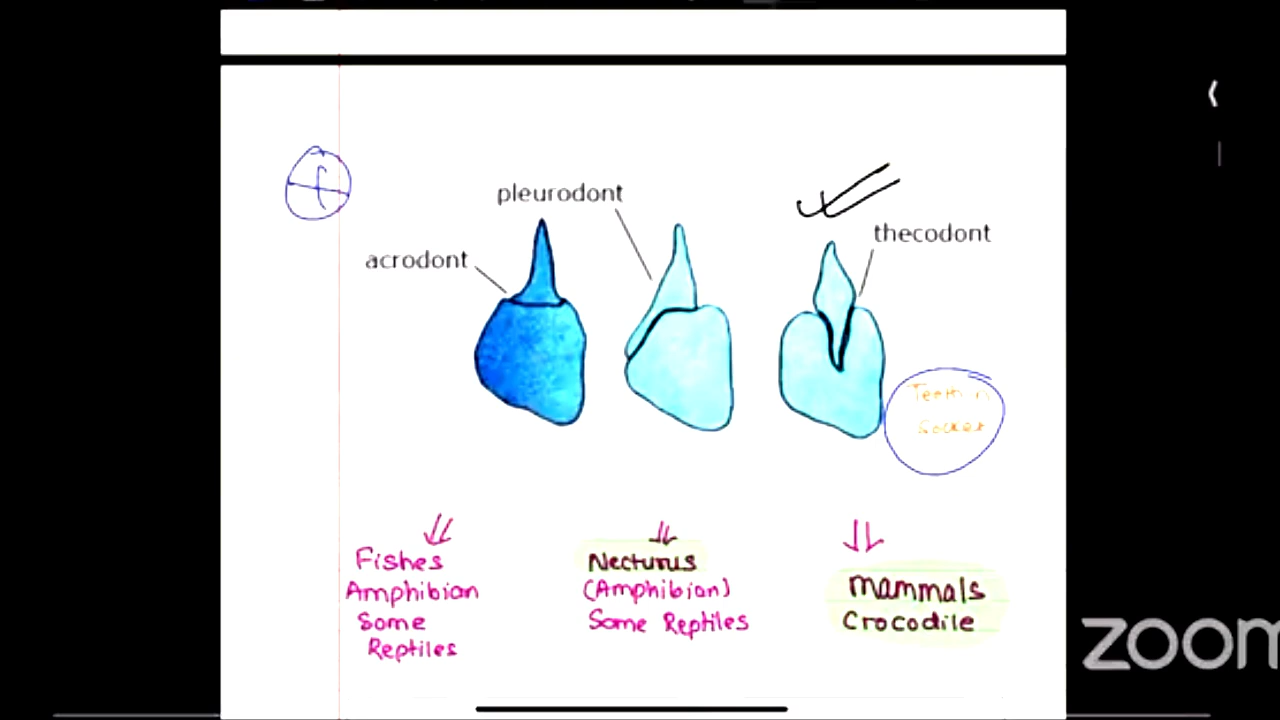 pleurodont
thecodont
acrodont
Teeth in
Socket
Fishes
Amphibian
Some
Reptiles
Necturus
(Amphibian)
Some Reptiles
Mammals
Crocodile
zoom